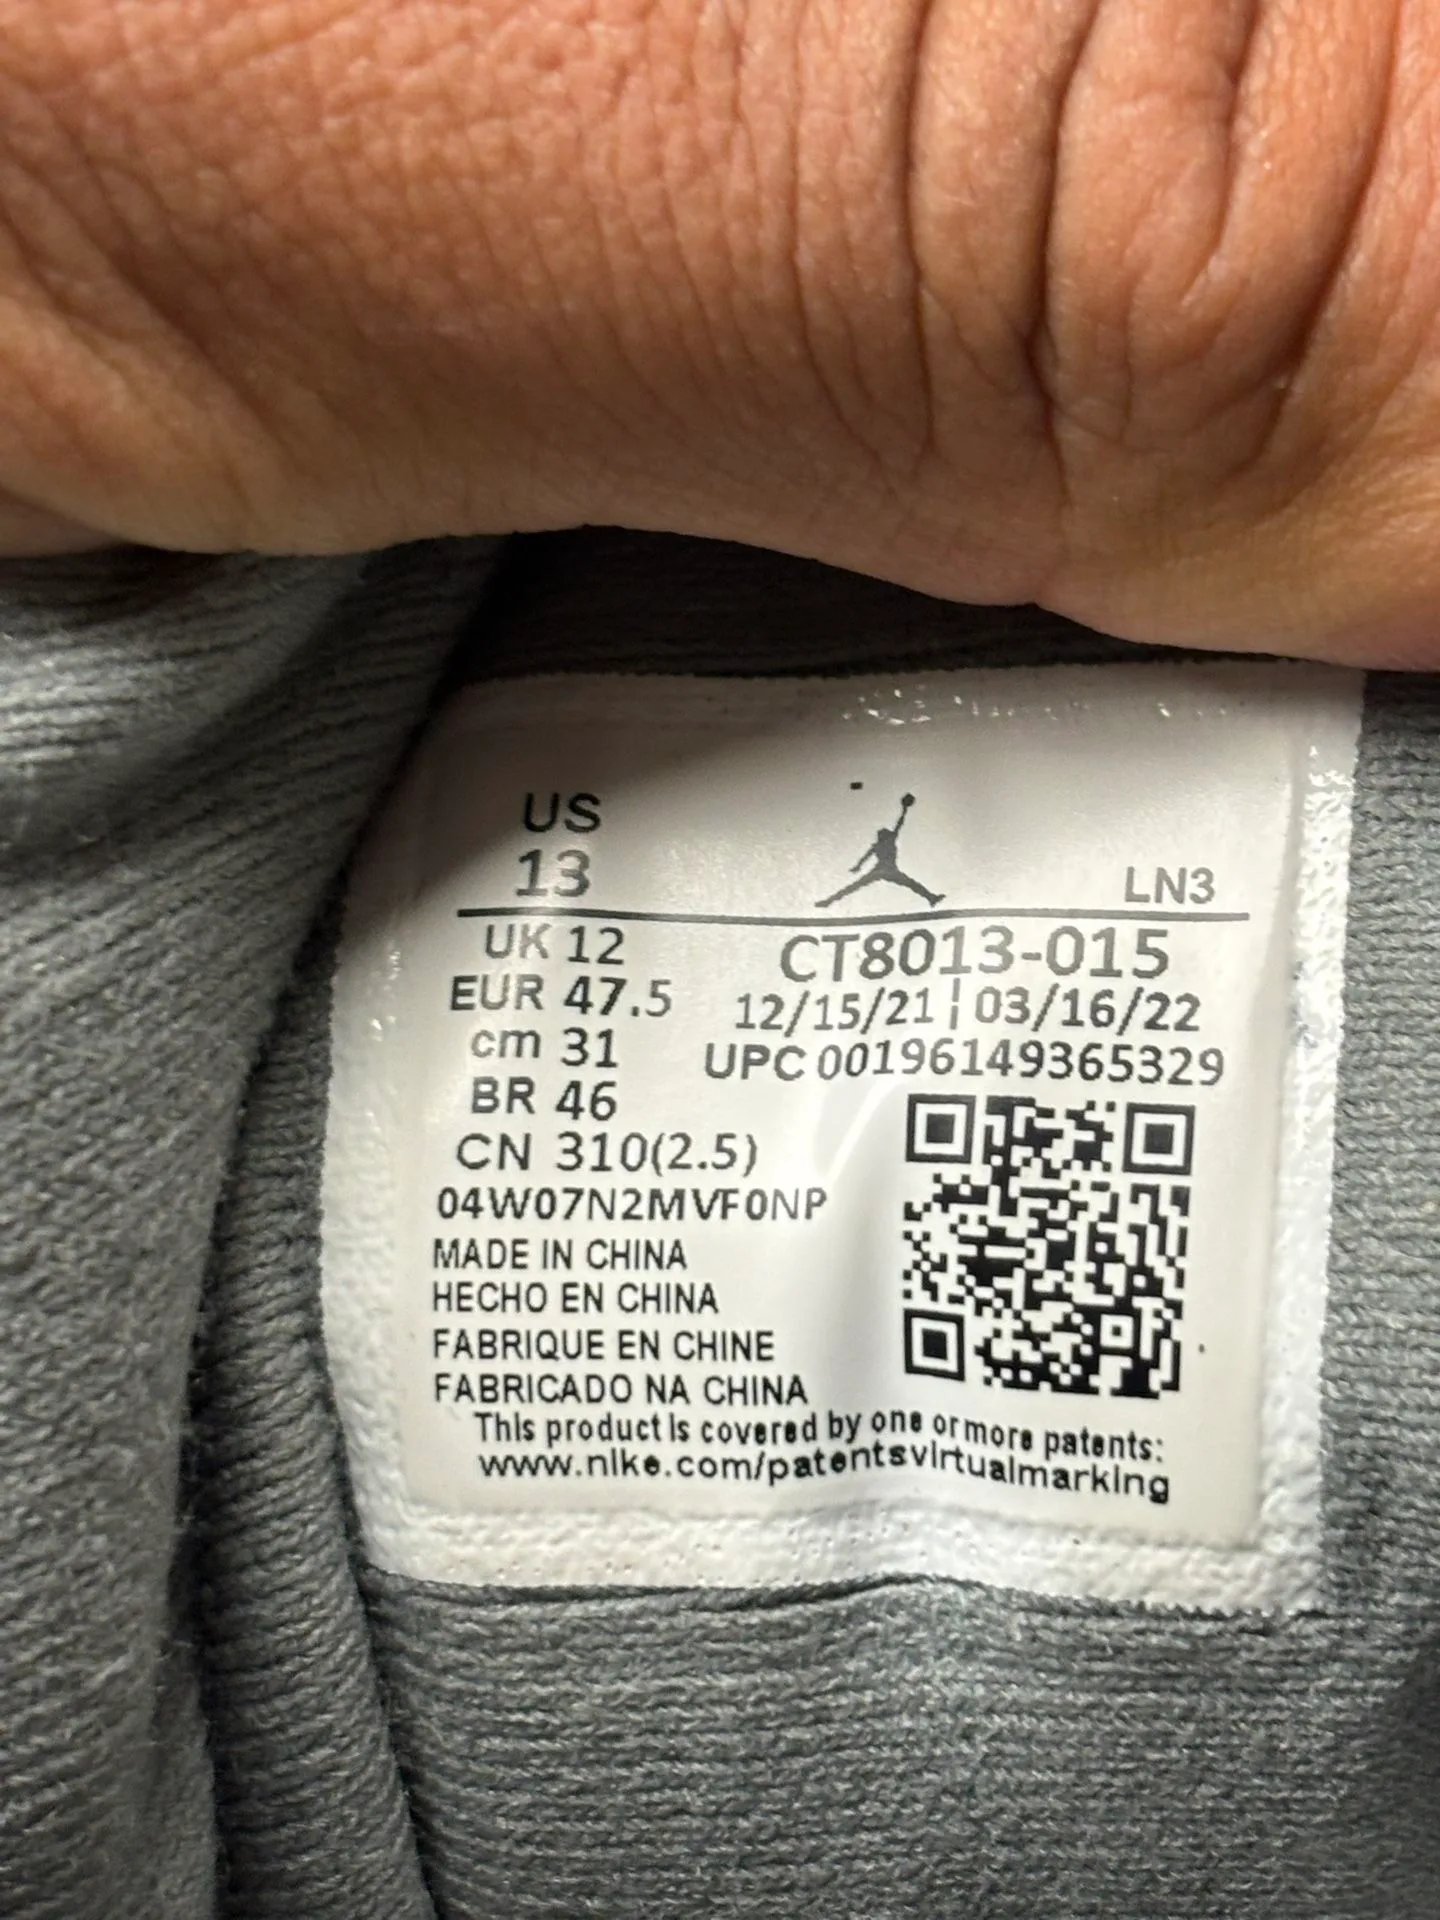 US
13
LN3
UK 12
CT8013-015
EUR 47.5
12/15/21 | 03/16/22
cm 31
UPC 00196149365329
BR 46
CN 310(2.5)
04W07N2MVF0NP
MADE IN CHINA
HECHO EN CHINA
FABRIQUE EN CHINE
FABRICADO NA CHINA
This product is covered by one or more patents:
www.nike.com/patentsvirtualmarking